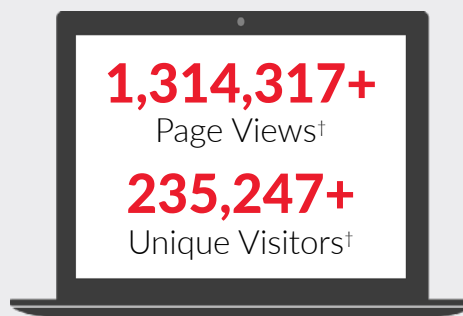 1,314,317+
Page Views†
235,247+
Unique Visitors†